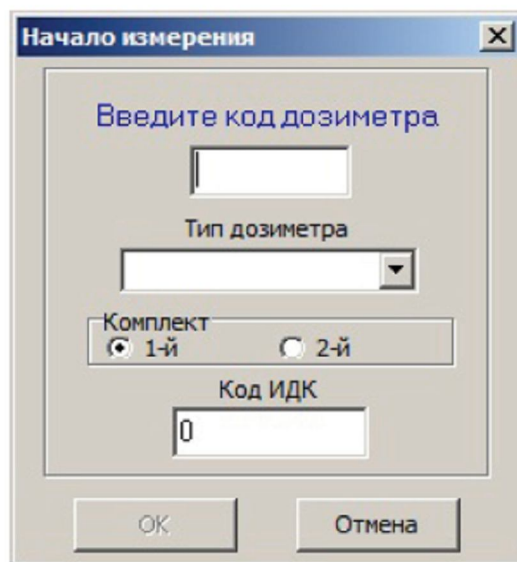 Начало измерения
Введите код дозиметра
Тип дозиметра
Комплект
1-й 2-й
Код ИДК
0
OK Отмена